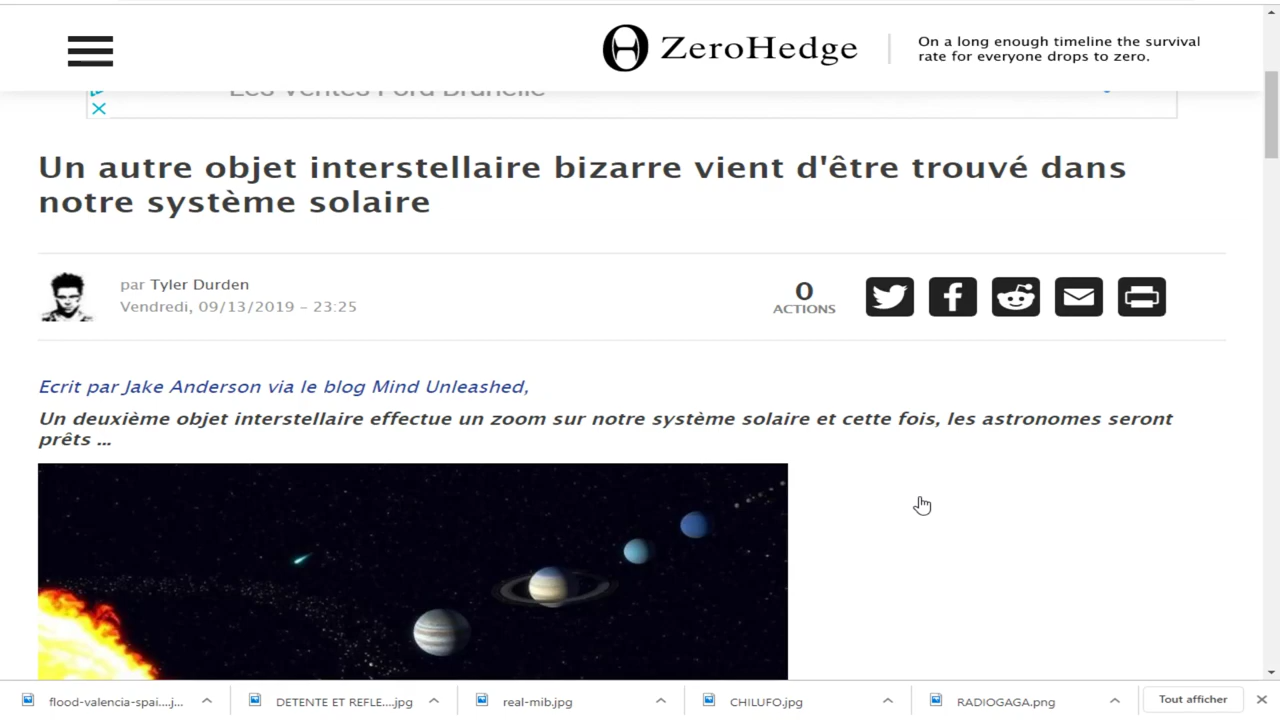 ZeroHedge
On a long enough timeline the survival
rate for everyone drops to zero.
Les Ventes Ford Brunelle
Un autre objet interstellaire bizarre vient d'être trouvé dans
notre système solaire
par Tyler Durden
Vendredi, 09/13/2019 – 23:25
0
ACTIONS
Ecrit par Jake Anderson via le blog Mind Unleashed,
Un deuxième objet interstellaire effectue un zoom sur notre système solaire et cette fois, les astronomes seront
prêts ...
flood-valencia-spai....j...
DETENTE ET REFLE....jpg
real-mib.jpg
CHILUFO.jpg
RADIOGAGA.png
Tout afficher